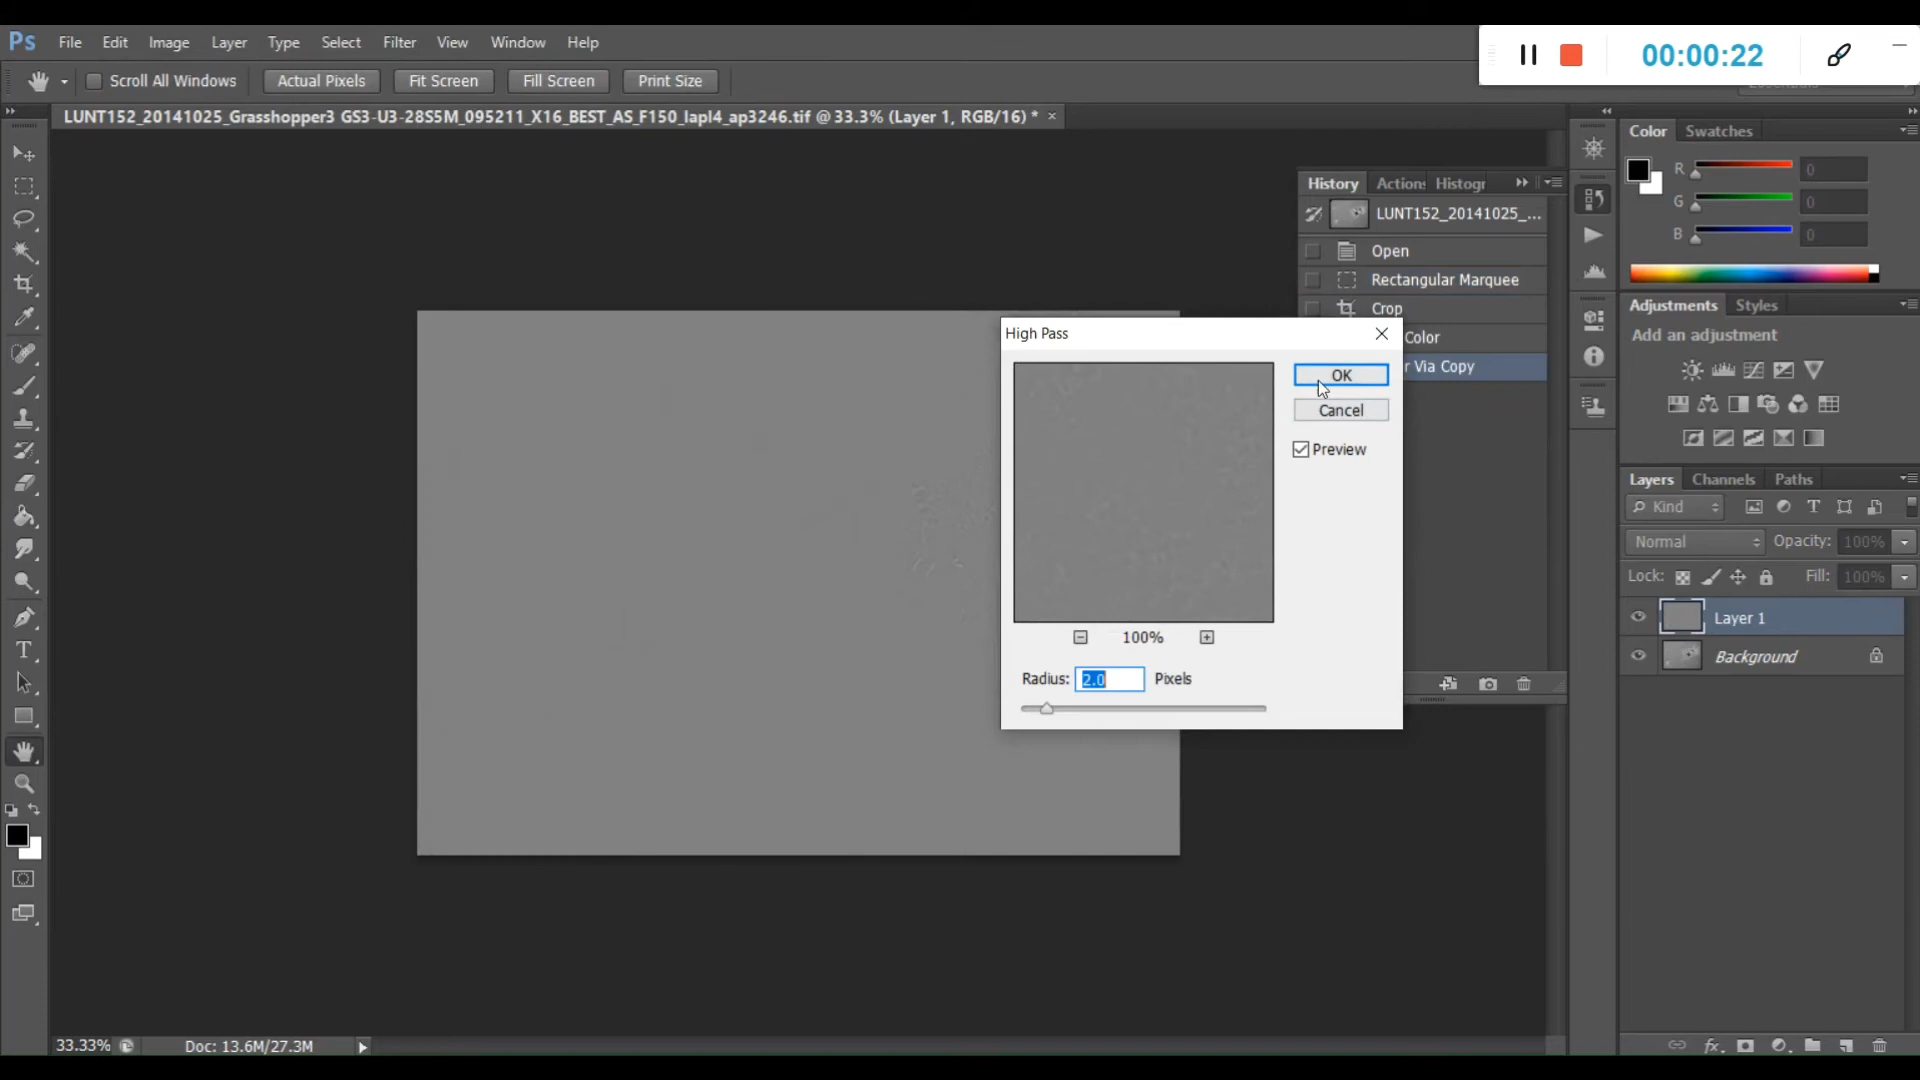 Ps File Edit Image Layer Type Select Filter View Window Help
00:00:22
Scroll All Windows Actual Pixels Fit Screen Fill Screen Print Size
LUNT152_20141025_Grasshopper3 GS3-U3-28S5M_095211_X16_BEST_AS_F150_lapl4_ap3246.tif @ 33.3% (Layer 1, RGB/16) * ×
Color Swatches
R 0
G 0
B 0
History Actions Histogr
LUNT152_20141025_...
Open
Rectangular Marquee
Crop
Color
r Via Copy
High Pass
OK
Cancel
Preview
100%
Radius: 2.0 Pixels
Adjustments Styles
Add an adjustment
Layers Channels Paths
Kind
Normal Opacity: 100%
Lock: Fill: 100%
Layer 1
Background
33.33% Doc: 13.6M/27.3M